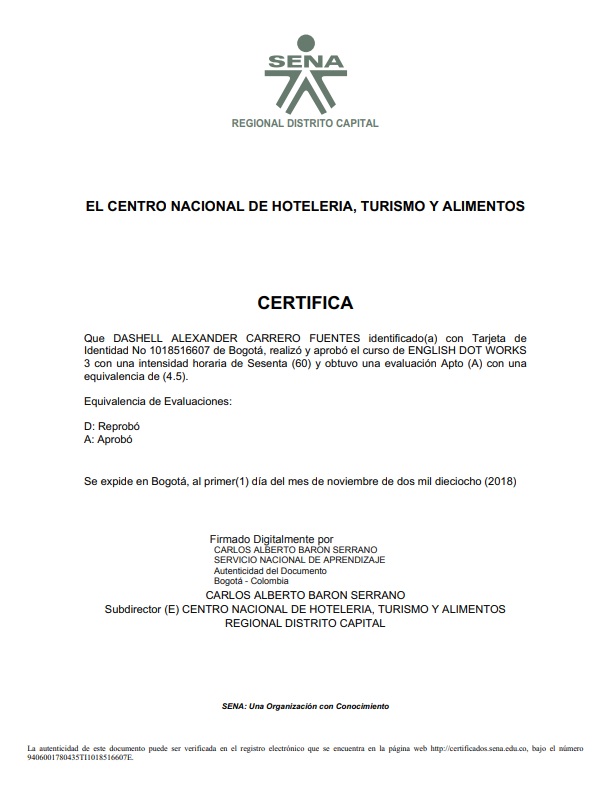 SENA
REGIONAL DISTRITO CAPITAL
EL CENTRO NACIONAL DE HOTELERIA, TURISMO Y ALIMENTOS
CERTIFICA
Que DASHELL ALEXANDER CARRERO FUENTES identificado(a) con Tarjeta de
Identidad No 1018516607 de Bogotá, realizó y aprobó el curso de ENGLISH DOT WORKS
3 con una intensidad horaria de Sesenta (60) y obtuvo una evaluación Apto (A) con una
equivalencia de (4.5).
Equivalencia de Evaluaciones:
D: Reprobó
A: Aprobó
Se expide en Bogotá, al primer(1) día del mes de noviembre de dos mil dieciocho (2018)
Firmado Digitalmente por
CARLOS ALBERTO BARON SERRANO
SERVICIO NACIONAL DE APRENDIZAJE
Autenticidad del Documento
Bogotá - Colombia
CARLOS ALBERTO BARON SERRANO
Subdirector (E) CENTRO NACIONAL DE HOTELERIA, TURISMO Y ALIMENTOS
REGIONAL DISTRITO CAPITAL
SENA: Una Organización con Conocimiento
La autenticidad de este documento puede ser verificada en el registro electrónico que se encuentra en la página web http://certificados.sena.edu.co, bajo el número
9406001780435TI1018516607E.